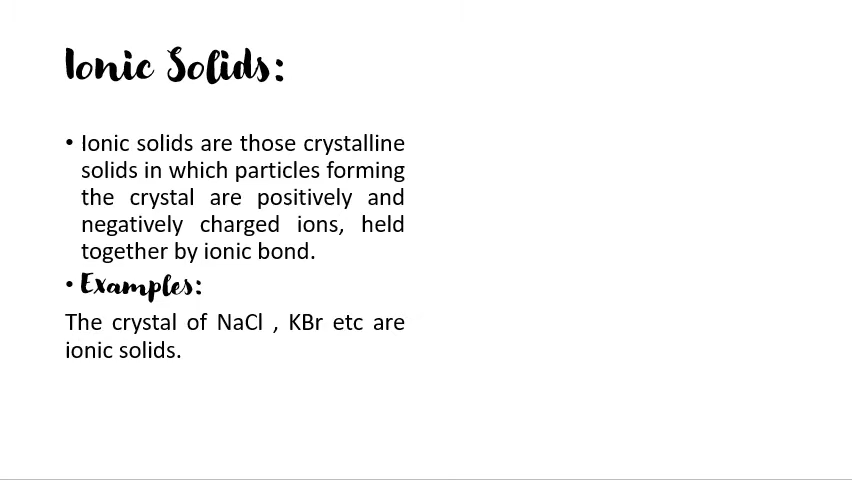 Ionic Solids:
• Ionic solids are those crystalline
solids in which particles forming
the crystal are positively and
negatively charged ions, held
together by ionic bond.
• Examples:
The crystal of NaCl , KBr etc are
ionic solids.